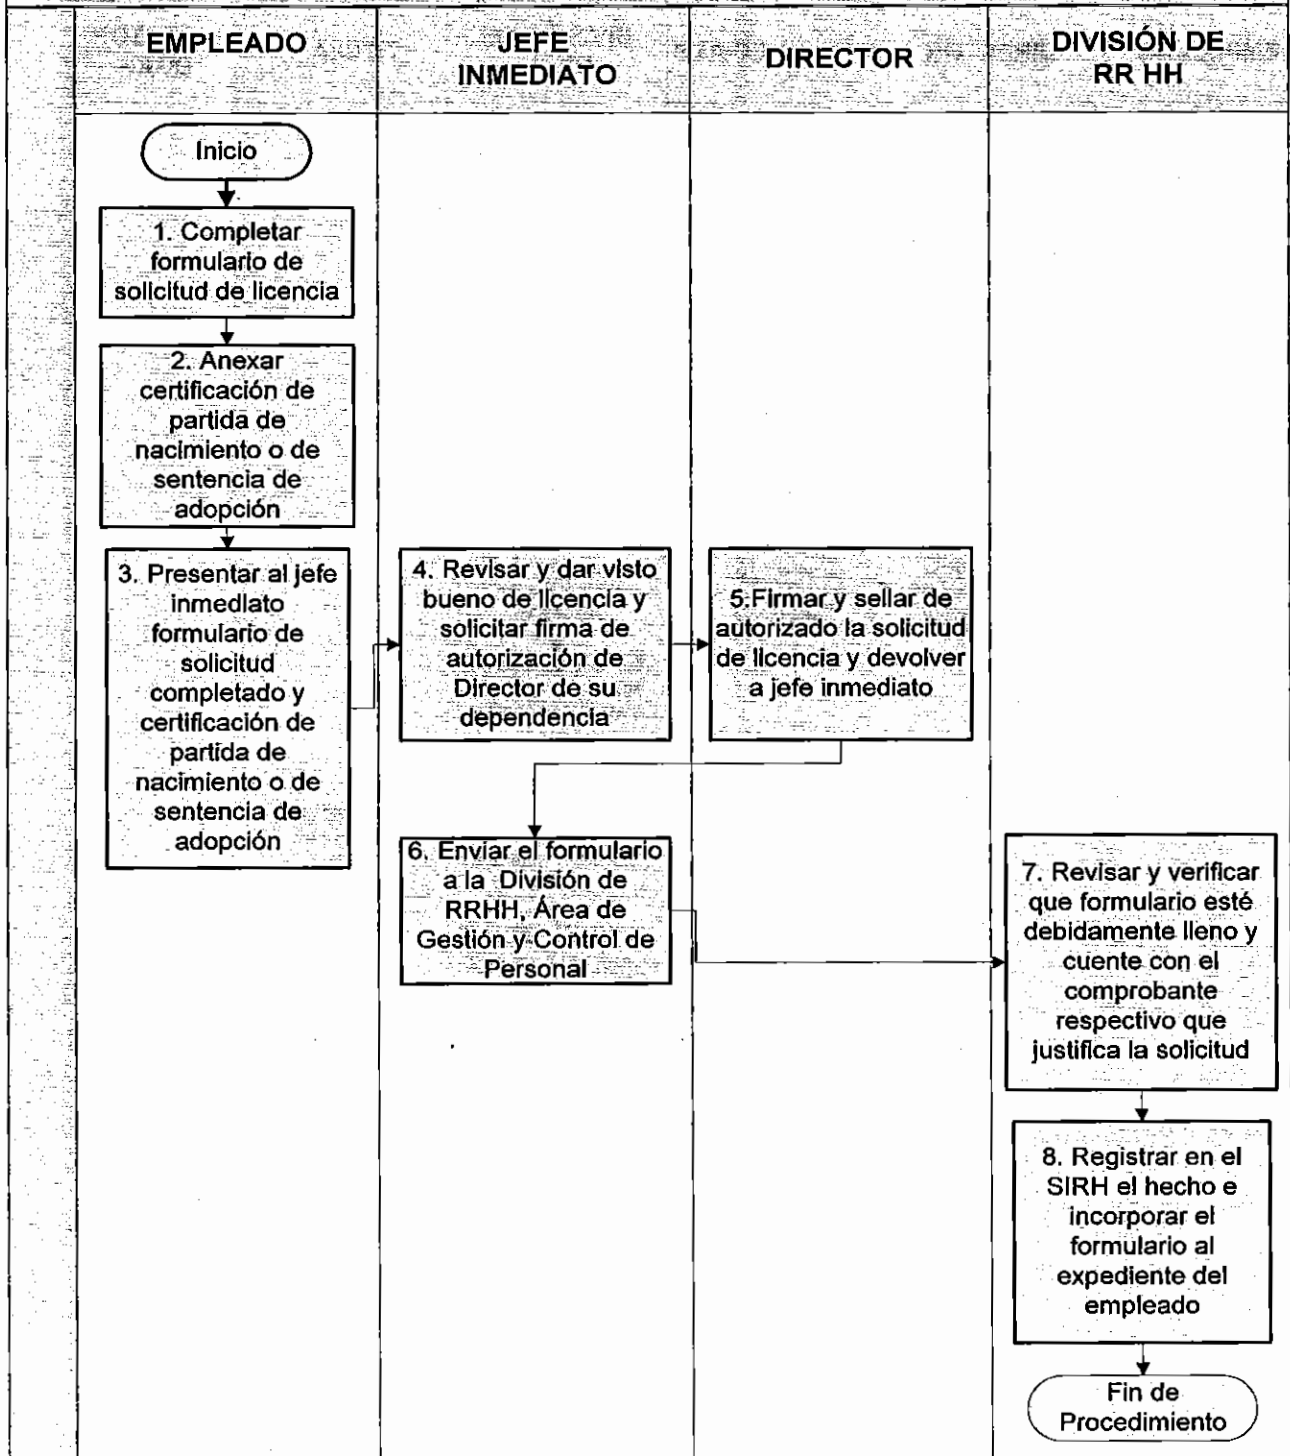 EMPLEADO
JEFE
INMEDIATO
DIRECTOR
DIVISIÓN DE
RR HH
Inicio
1. Completar
formulario de
solicitud de licencia
2. Anexar
certificación de
partida de
nacimiento o de
sentencia de
adopción
3. Presentar al jefe
inmediato
formulario de
solicitud
completado y
certificación de
partida de
nacimiento o de
sentencia de
adopción
4. Revisar y dar visto
bueno de licencia y
solicitar firma de
autorización de
Director de su
dependencia
5.Firmar y sellar de
autorizado la solicitud
de licencia y devolver
a jefe inmediato
6. Enviar el formulario
a la División de
RRHH, Área de
Gestión y Control de
Personal
7. Revisar y verificar
que formulario esté
debidamente lleno y
cuente con el
comprobante
respectivo que
justifica la solicitud
8. Registrar en el
SIRH el hecho e
incorporar el
formulario al
expediente del
empleado
Fin de
Procedimiento